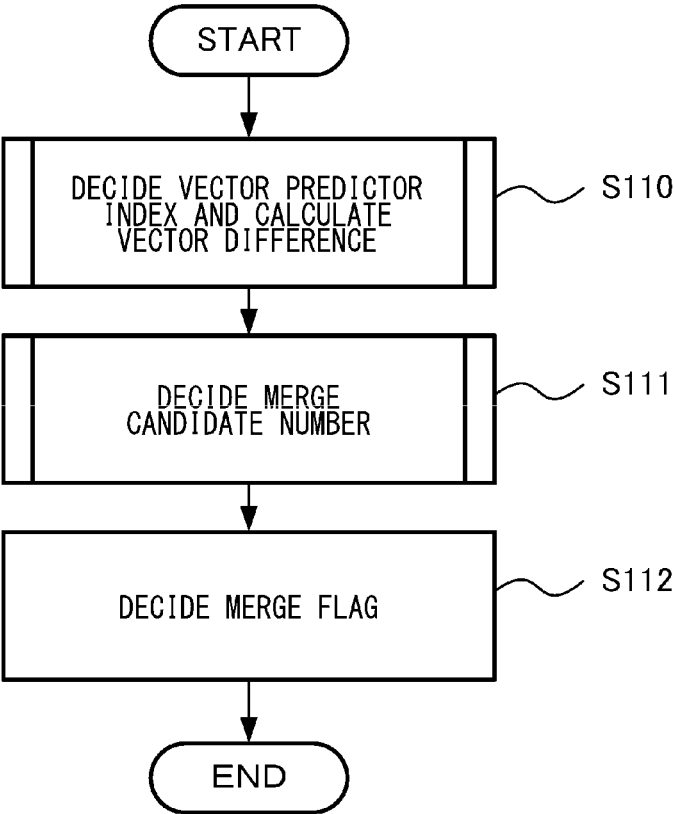 START
DECIDE VECTOR PREDICTOR
INDEX AND CALCULATE
VECTOR DIFFERENCE
S110
DECIDE MERGE
CANDIDATE NUMBER
S111
DECIDE MERGE FLAG
S112
END